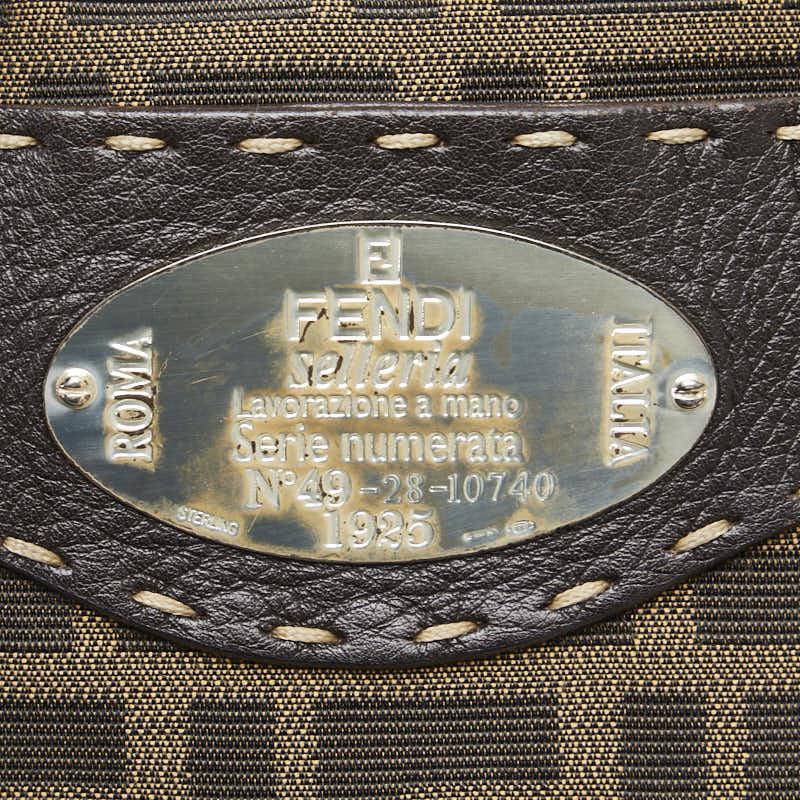 F
FENDI
selleria
Lavorazione a mano
Serie numerata
N° 49-28-10740
1925
ROMA
ITALIA
STERLING